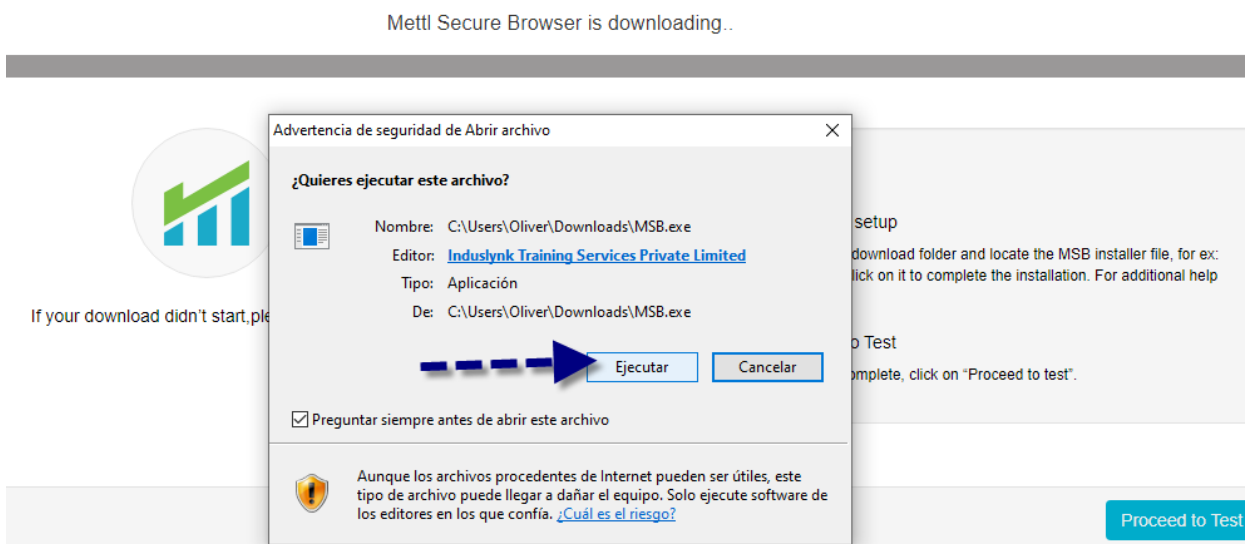 Mettl Secure Browser is downloading..
Advertencia de seguridad de Abrir archivo
¿Quieres ejecutar este archivo?
Nombre: C:\Users\Oliver\Downloads\MSB.exe
Editor: Induslynk Training Services Private Limited
Tipo: Aplicación
De: C:\Users\Oliver\Downloads\MSB.exe
Ejecutar Cancelar
Preguntar siempre antes de abrir este archivo
Aunque los archivos procedentes de Internet pueden ser útiles, este
tipo de archivo puede llegar a dañar el equipo. Solo ejecute software de
los editores en los que confía. ¿Cuál es el riesgo?
If your download didn't start,ple
setup
download folder and locate the MSB installer file, for ex:
lick on it to complete the installation. For additional help
o Test
omplete, click on “Proceed to test”.
Proceed to Test